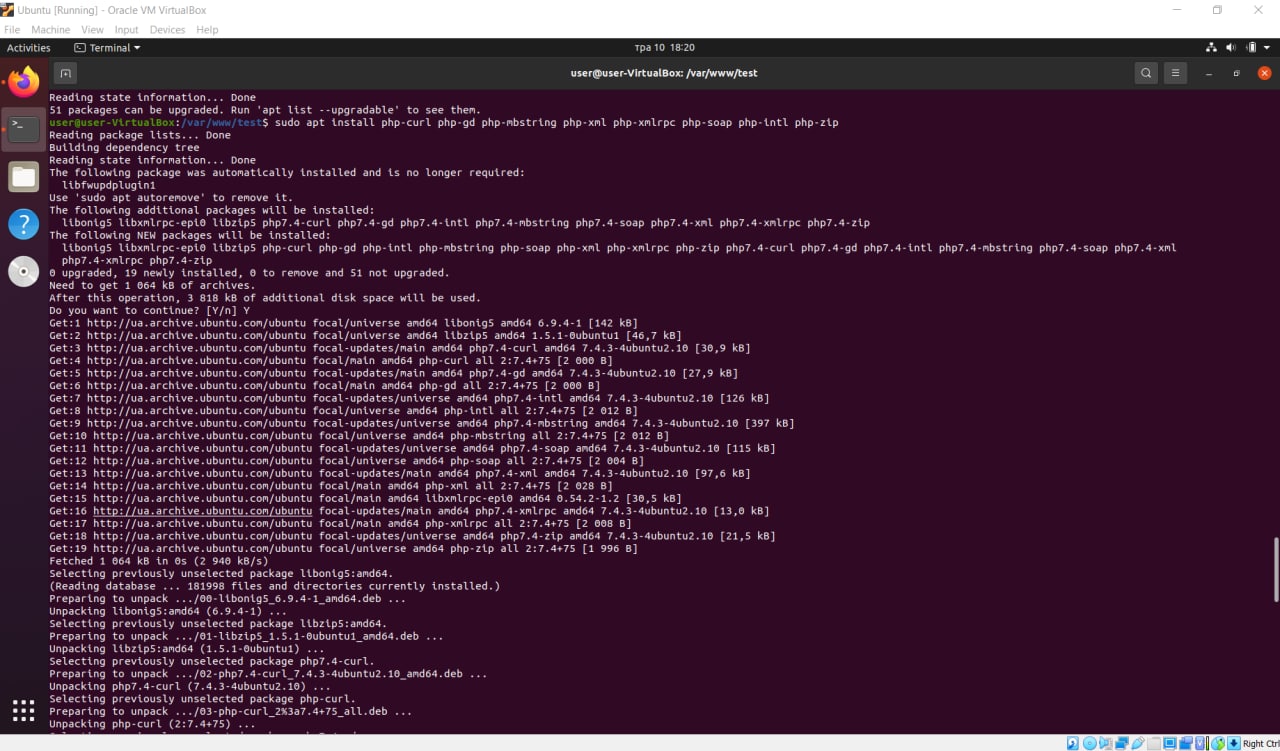 Ubuntu [Running] - Oracle VM VirtualBox
File Machine View Input Devices Help
Activities Terminal тра 10 18:20
user@user-VirtualBox: /var/www/test
Reading state information... Done
51 packages can be upgraded. Run 'apt list --upgradable' to see them.
user@user-VirtualBox:/var/www/test$ sudo apt install php-curl php-gd php-mbstring php-xml php-xmlrpc php-soap php-intl php-zip
Reading package lists... Done
Building dependency tree
Reading state information... Done
The following package was automatically installed and is no longer required:
libfwupdplugin1
Use 'sudo apt autoremove' to remove it.
The following additional packages will be installed:
libonig5 libxmlrpc-epi0 libzip5 php7.4-curl php7.4-gd php7.4-intl php7.4-mbstring php7.4-soap php7.4-xml php7.4-xmlrpc php7.4-zip
The following NEW packages will be installed:
libonig5 libxmlrpc-epi0 libzip5 php-curl php-gd php-intl php-mbstring php-soap php-xml php-xmlrpc php-zip php7.4-curl php7.4-gd php7.4-intl php7.4-mbstring php7.4-soap php7.4-xml
php7.4-xmlrpc php7.4-zip
0 upgraded, 19 newly installed, 0 to remove and 51 not upgraded.
Need to get 1 064 kB of archives.
After this operation, 3 818 kB of additional disk space will be used.
Do you want to continue? [Y/n] Y
Get:1 http://ua.archive.ubuntu.com/ubuntu focal/universe amd64 libonig5 amd64 6.9.4-1 [142 kB]
Get:2 http://ua.archive.ubuntu.com/ubuntu focal/universe amd64 libzip5 amd64 1.5.1-0ubuntu1 [46,7 kB]
Get:3 http://ua.archive.ubuntu.com/ubuntu focal-updates/main amd64 php7.4-curl amd64 7.4.3-4ubuntu2.10 [30,9 kB]
Get:4 http://ua.archive.ubuntu.com/ubuntu focal/main amd64 php-curl all 2:7.4+75 [2 000 B]
Get:5 http://ua.archive.ubuntu.com/ubuntu focal-updates/main amd64 php7.4-gd amd64 7.4.3-4ubuntu2.10 [27,9 kB]
Get:6 http://ua.archive.ubuntu.com/ubuntu focal/main amd64 php-gd all 2:7.4+75 [2 000 B]
Get:7 http://ua.archive.ubuntu.com/ubuntu focal-updates/universe amd64 php7.4-intl amd64 7.4.3-4ubuntu2.10 [126 kB]
Get:8 http://ua.archive.ubuntu.com/ubuntu focal/universe amd64 php-intl all 2:7.4+75 [2 012 B]
Get:9 http://ua.archive.ubuntu.com/ubuntu focal-updates/universe amd64 php7.4-mbstring amd64 7.4.3-4ubuntu2.10 [397 kB]
Get:10 http://ua.archive.ubuntu.com/ubuntu focal/universe amd64 php-mbstring all 2:7.4+75 [2 012 B]
Get:11 http://ua.archive.ubuntu.com/ubuntu focal-updates/universe amd64 php7.4-soap amd64 7.4.3-4ubuntu2.10 [115 kB]
Get:12 http://ua.archive.ubuntu.com/ubuntu focal/universe amd64 php-soap all 2:7.4+75 [2 004 B]
Get:13 http://ua.archive.ubuntu.com/ubuntu focal-updates/main amd64 php7.4-xml amd64 7.4.3-4ubuntu2.10 [97,6 kB]
Get:14 http://ua.archive.ubuntu.com/ubuntu focal/main amd64 php-xml all 2:7.4+75 [2 028 B]
Get:15 http://ua.archive.ubuntu.com/ubuntu focal/main amd64 libxmlrpc-epi0 amd64 0.54.2-1.2 [30,5 kB]
Get:16 http://ua.archive.ubuntu.com/ubuntu focal-updates/main amd64 php7.4-xmlrpc amd64 7.4.3-4ubuntu2.10 [13,0 kB]
Get:17 http://ua.archive.ubuntu.com/ubuntu focal/main amd64 php-xmlrpc all 2:7.4+75 [2 008 B]
Get:18 http://ua.archive.ubuntu.com/ubuntu focal-updates/universe amd64 php7.4-zip amd64 7.4.3-4ubuntu2.10 [21,5 kB]
Get:19 http://ua.archive.ubuntu.com/ubuntu focal/universe amd64 php-zip all 2:7.4+75 [1 996 B]
Fetched 1 064 kB in 0s (2 940 kB/s)
Selecting previously unselected package libonig5:amd64.
(Reading database ... 181998 files and directories currently installed.)
Preparing to unpack .../00-libonig5_6.9.4-1_amd64.deb ...
Unpacking libonig5:amd64 (6.9.4-1) ...
Selecting previously unselected package libzip5:amd64.
Preparing to unpack .../01-libzip5_1.5.1-0ubuntu1_amd64.deb ...
Unpacking libzip5:amd64 (1.5.1-0ubuntu1) ...
Selecting previously unselected package php7.4-curl.
Preparing to unpack .../02-php7.4-curl_7.4.3-4ubuntu2.10_amd64.deb ...
Unpacking php7.4-curl (7.4.3-4ubuntu2.10) ...
Selecting previously unselected package php-curl.
Preparing to unpack .../03-php-curl_2%3a7.4+75_all.deb ...
Unpacking php-curl (2:7.4+75) ...
Right Ctrl